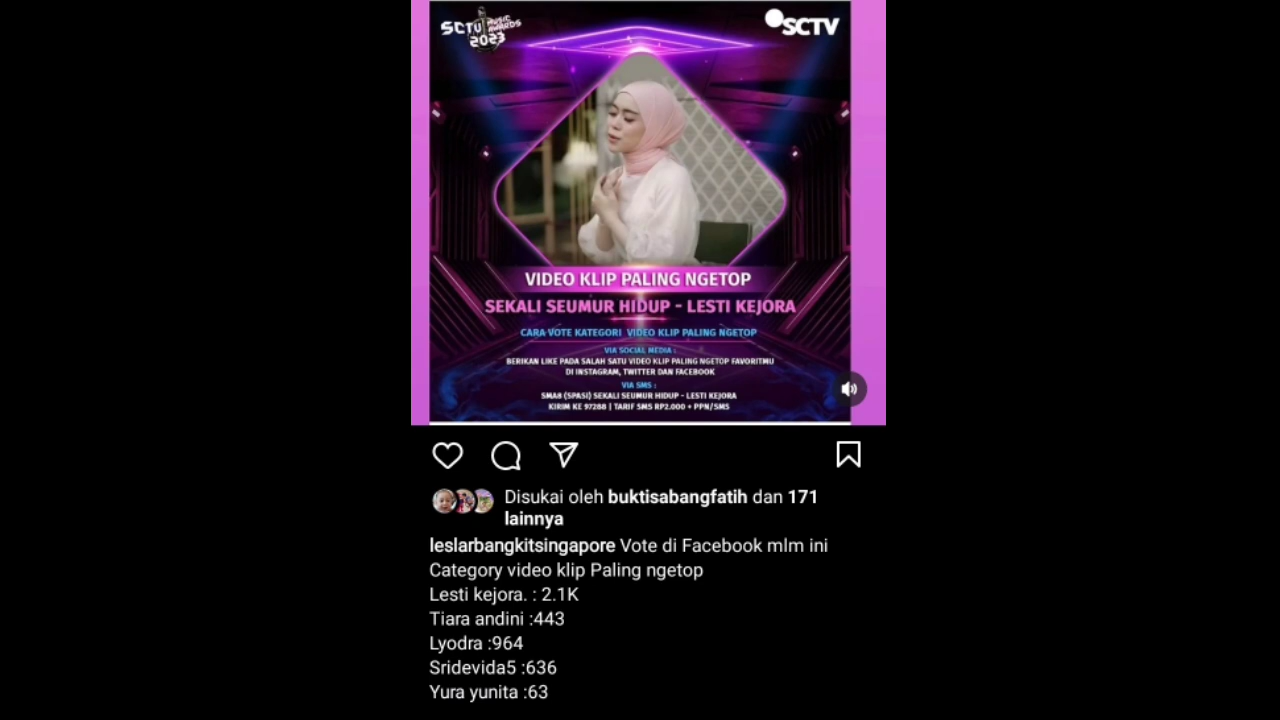 SCTV MUSIC AWARDS 2023
SCTV
VIDEO KLIP PALING NGETOP
SEKALI SEUMUR HIDUP - LESTI KEJORA
CARA VOTE KATEGORI VIDEO KLIP PALING NGETOP
VIA SOCIAL MEDIA :
BERIKAN LIKE PADA SALAH SATU VIDEO KLIP PALING NGETOP FAVORITMU
DI INSTAGRAM, TWITTER DAN FACEBOOK
VIA SMS :
SMA8 (SPASI) SEKALI SEUMUR HIDUP - LESTI KEJORA
KIRIM KE 97288 | TARIF SMS RP2.000 + PPN/SMS
Disukai oleh buktisabangfatih dan 171
lainnya
leslarbangkitsingapore Vote di Facebook mlm ini
Category video klip Paling ngetop
Lesti kejora. : 2.1K
Tiara andini :443
Lyodra :964
Sridevida5 :636
Yura yunita :63